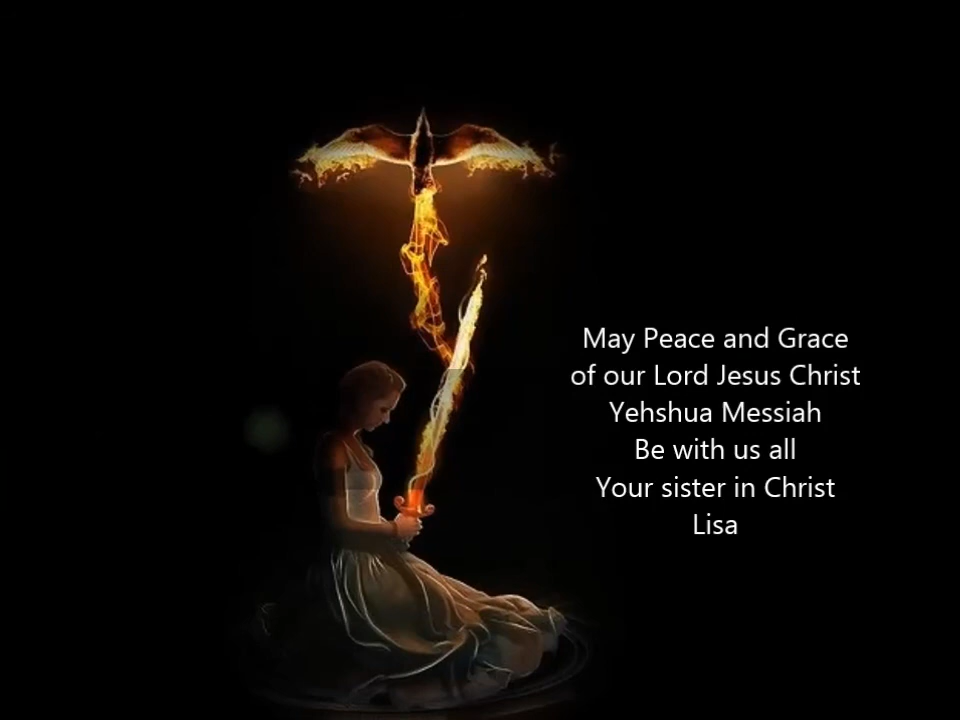 May Peace and Grace
of our Lord Jesus Christ
Yehshua Messiah
Be with us all
Your sister in Christ
Lisa